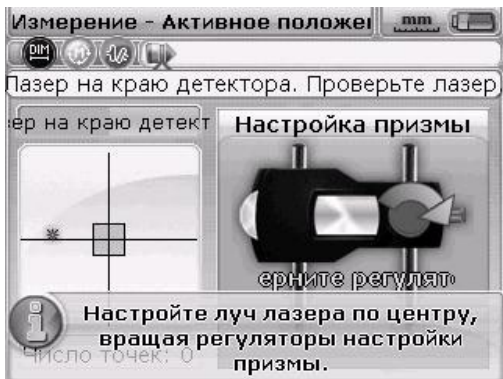 Измерение - Активное положе
mm
DIM
Лазер на краю детектора. Проверьте лазер
ер на краю детект
Настройка призмы
ерните регулят
Настройте луч лазера по центру,
вращая регуляторы настройки
призмы.
Число точек: 0